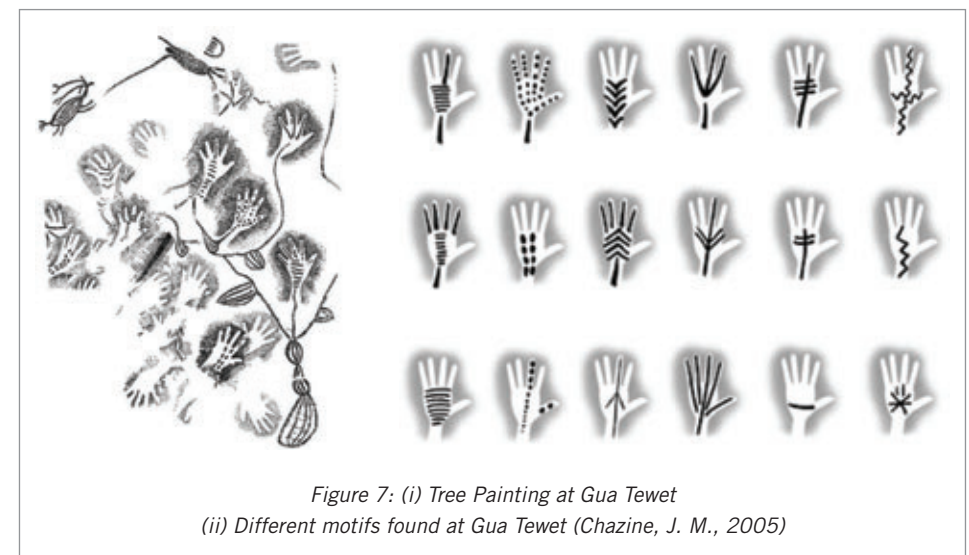 Figure 7: (i) Tree Painting at Gua Tewet
(ii) Different motifs found at Gua Tewet (Chazine, J. M., 2005)